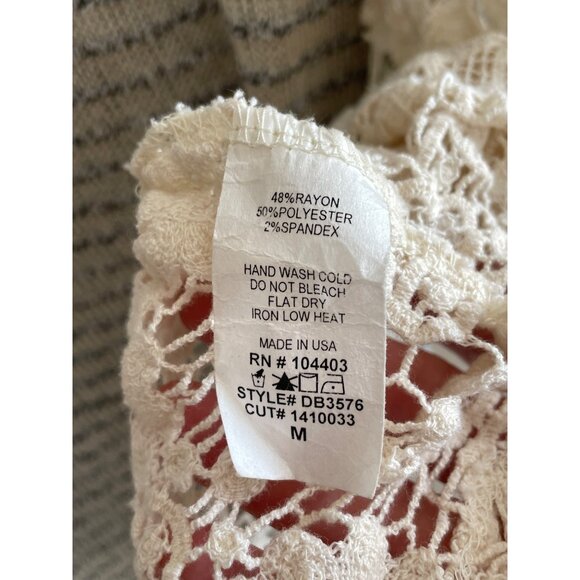 48%RAYON
50%POLYESTER
2%SPANDEX
HAND WASH COLD
DO NOT BLEACH
FLAT DRY
IRON LOW HEAT
MADE IN USA
RN # 104403
STYLE# DB3576
CUT# 1410033
M